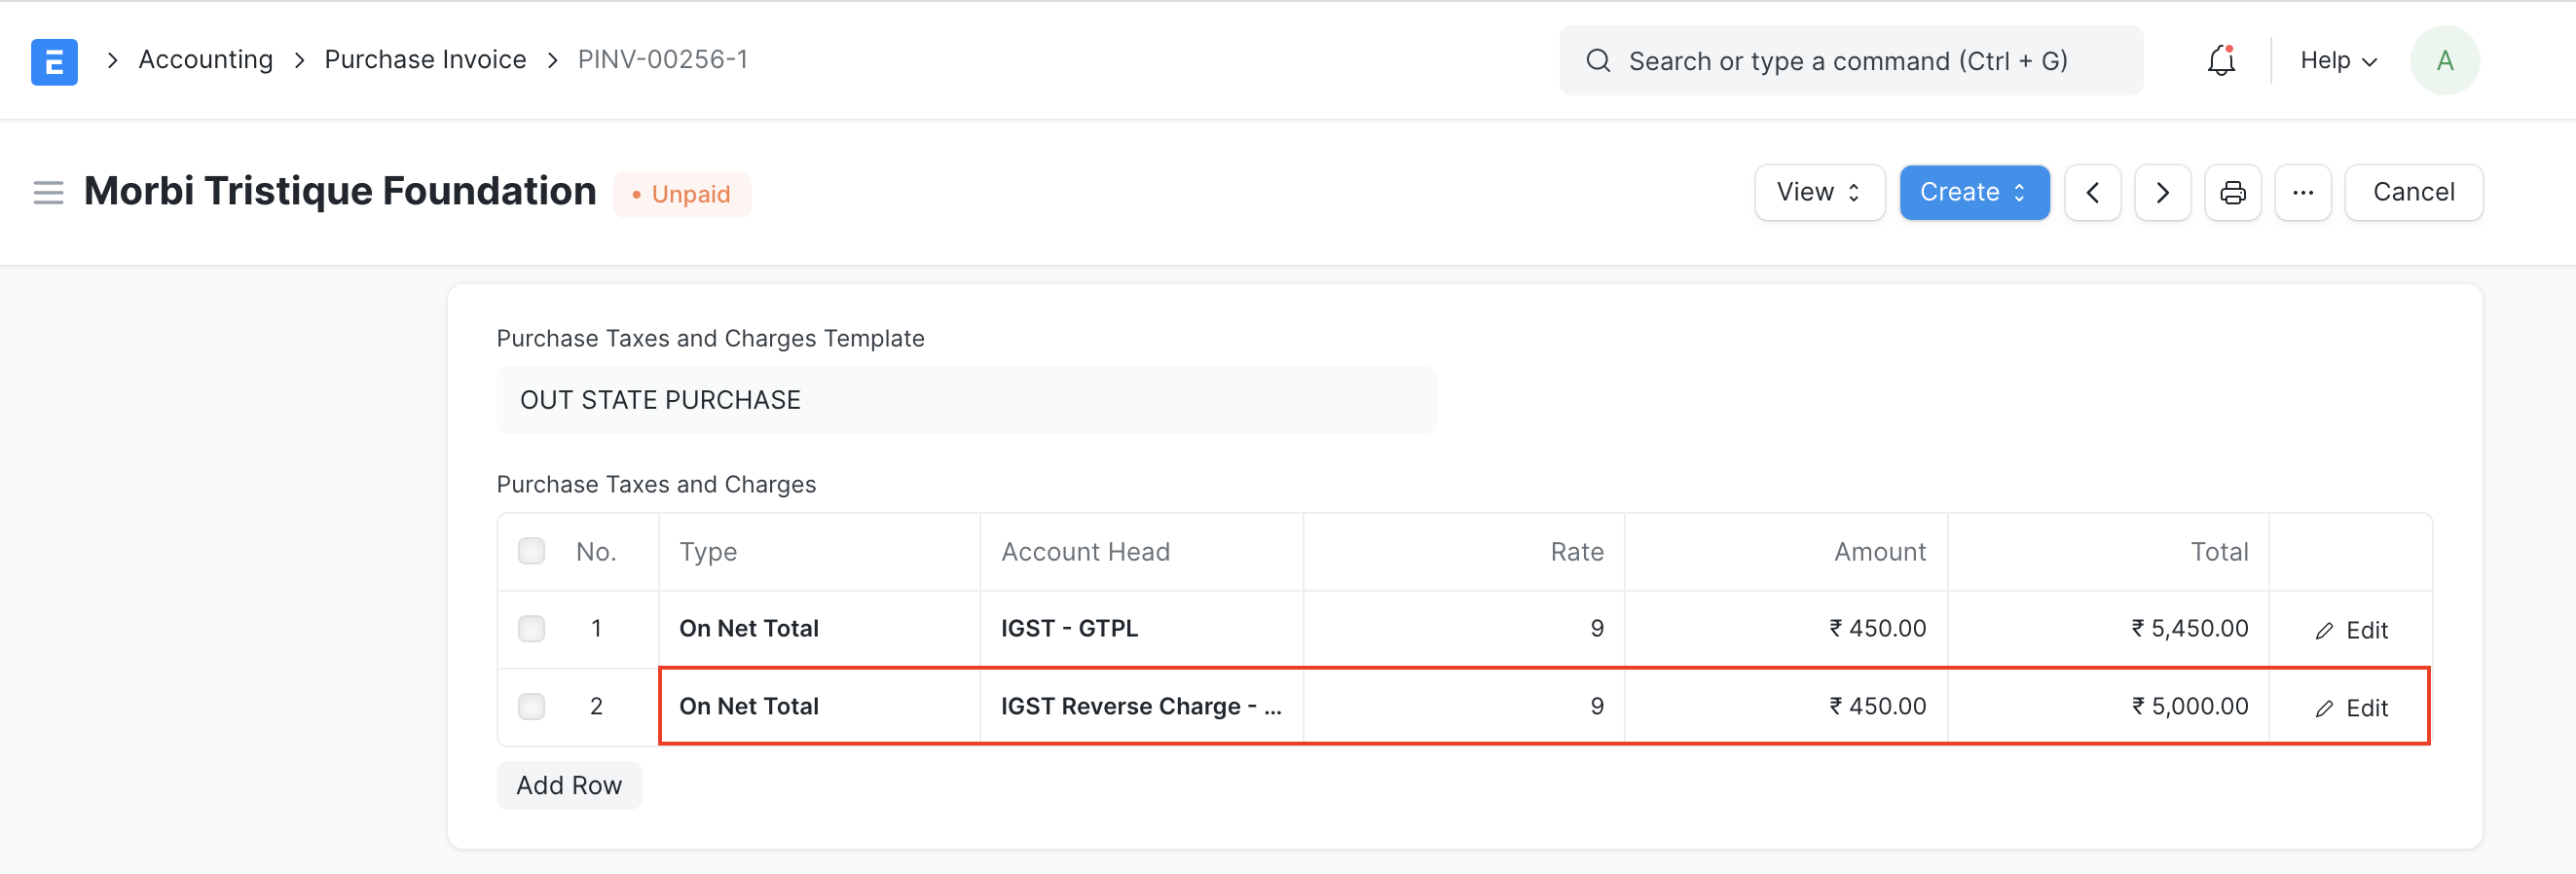 E Accounting Purchase Invoice PINV-00256-1 Search or type a command (Ctrl + G) Help A
Morbi Tristique Foundation • Unpaid View Create ... Cancel
Purchase Taxes and Charges Template
OUT STATE PURCHASE
Purchase Taxes and Charges
No. Type Account Head Rate Amount Total
1 On Net Total IGST - GTPL 9 ₹ 450.00 ₹ 5,450.00 Edit
2 On Net Total IGST Reverse Charge - ... 9 ₹ 450.00 ₹ 5,000.00 Edit
Add Row